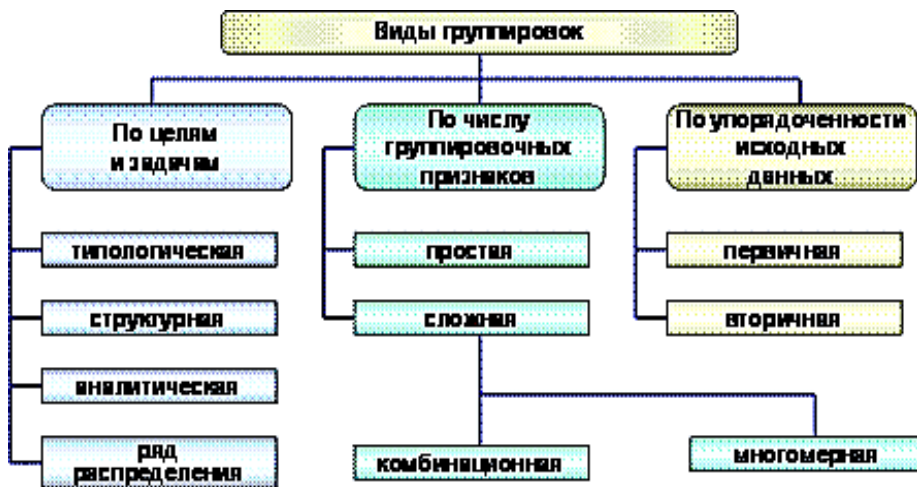 Виды группировок
По целям
и задачам
типологическая
структурная
аналитическая
ряд
распределения
По числу
группировочных
признаков
простая
сложная
комбинационная
многомерная
По упорядоченности
исходных
данных
первичная
вторичная